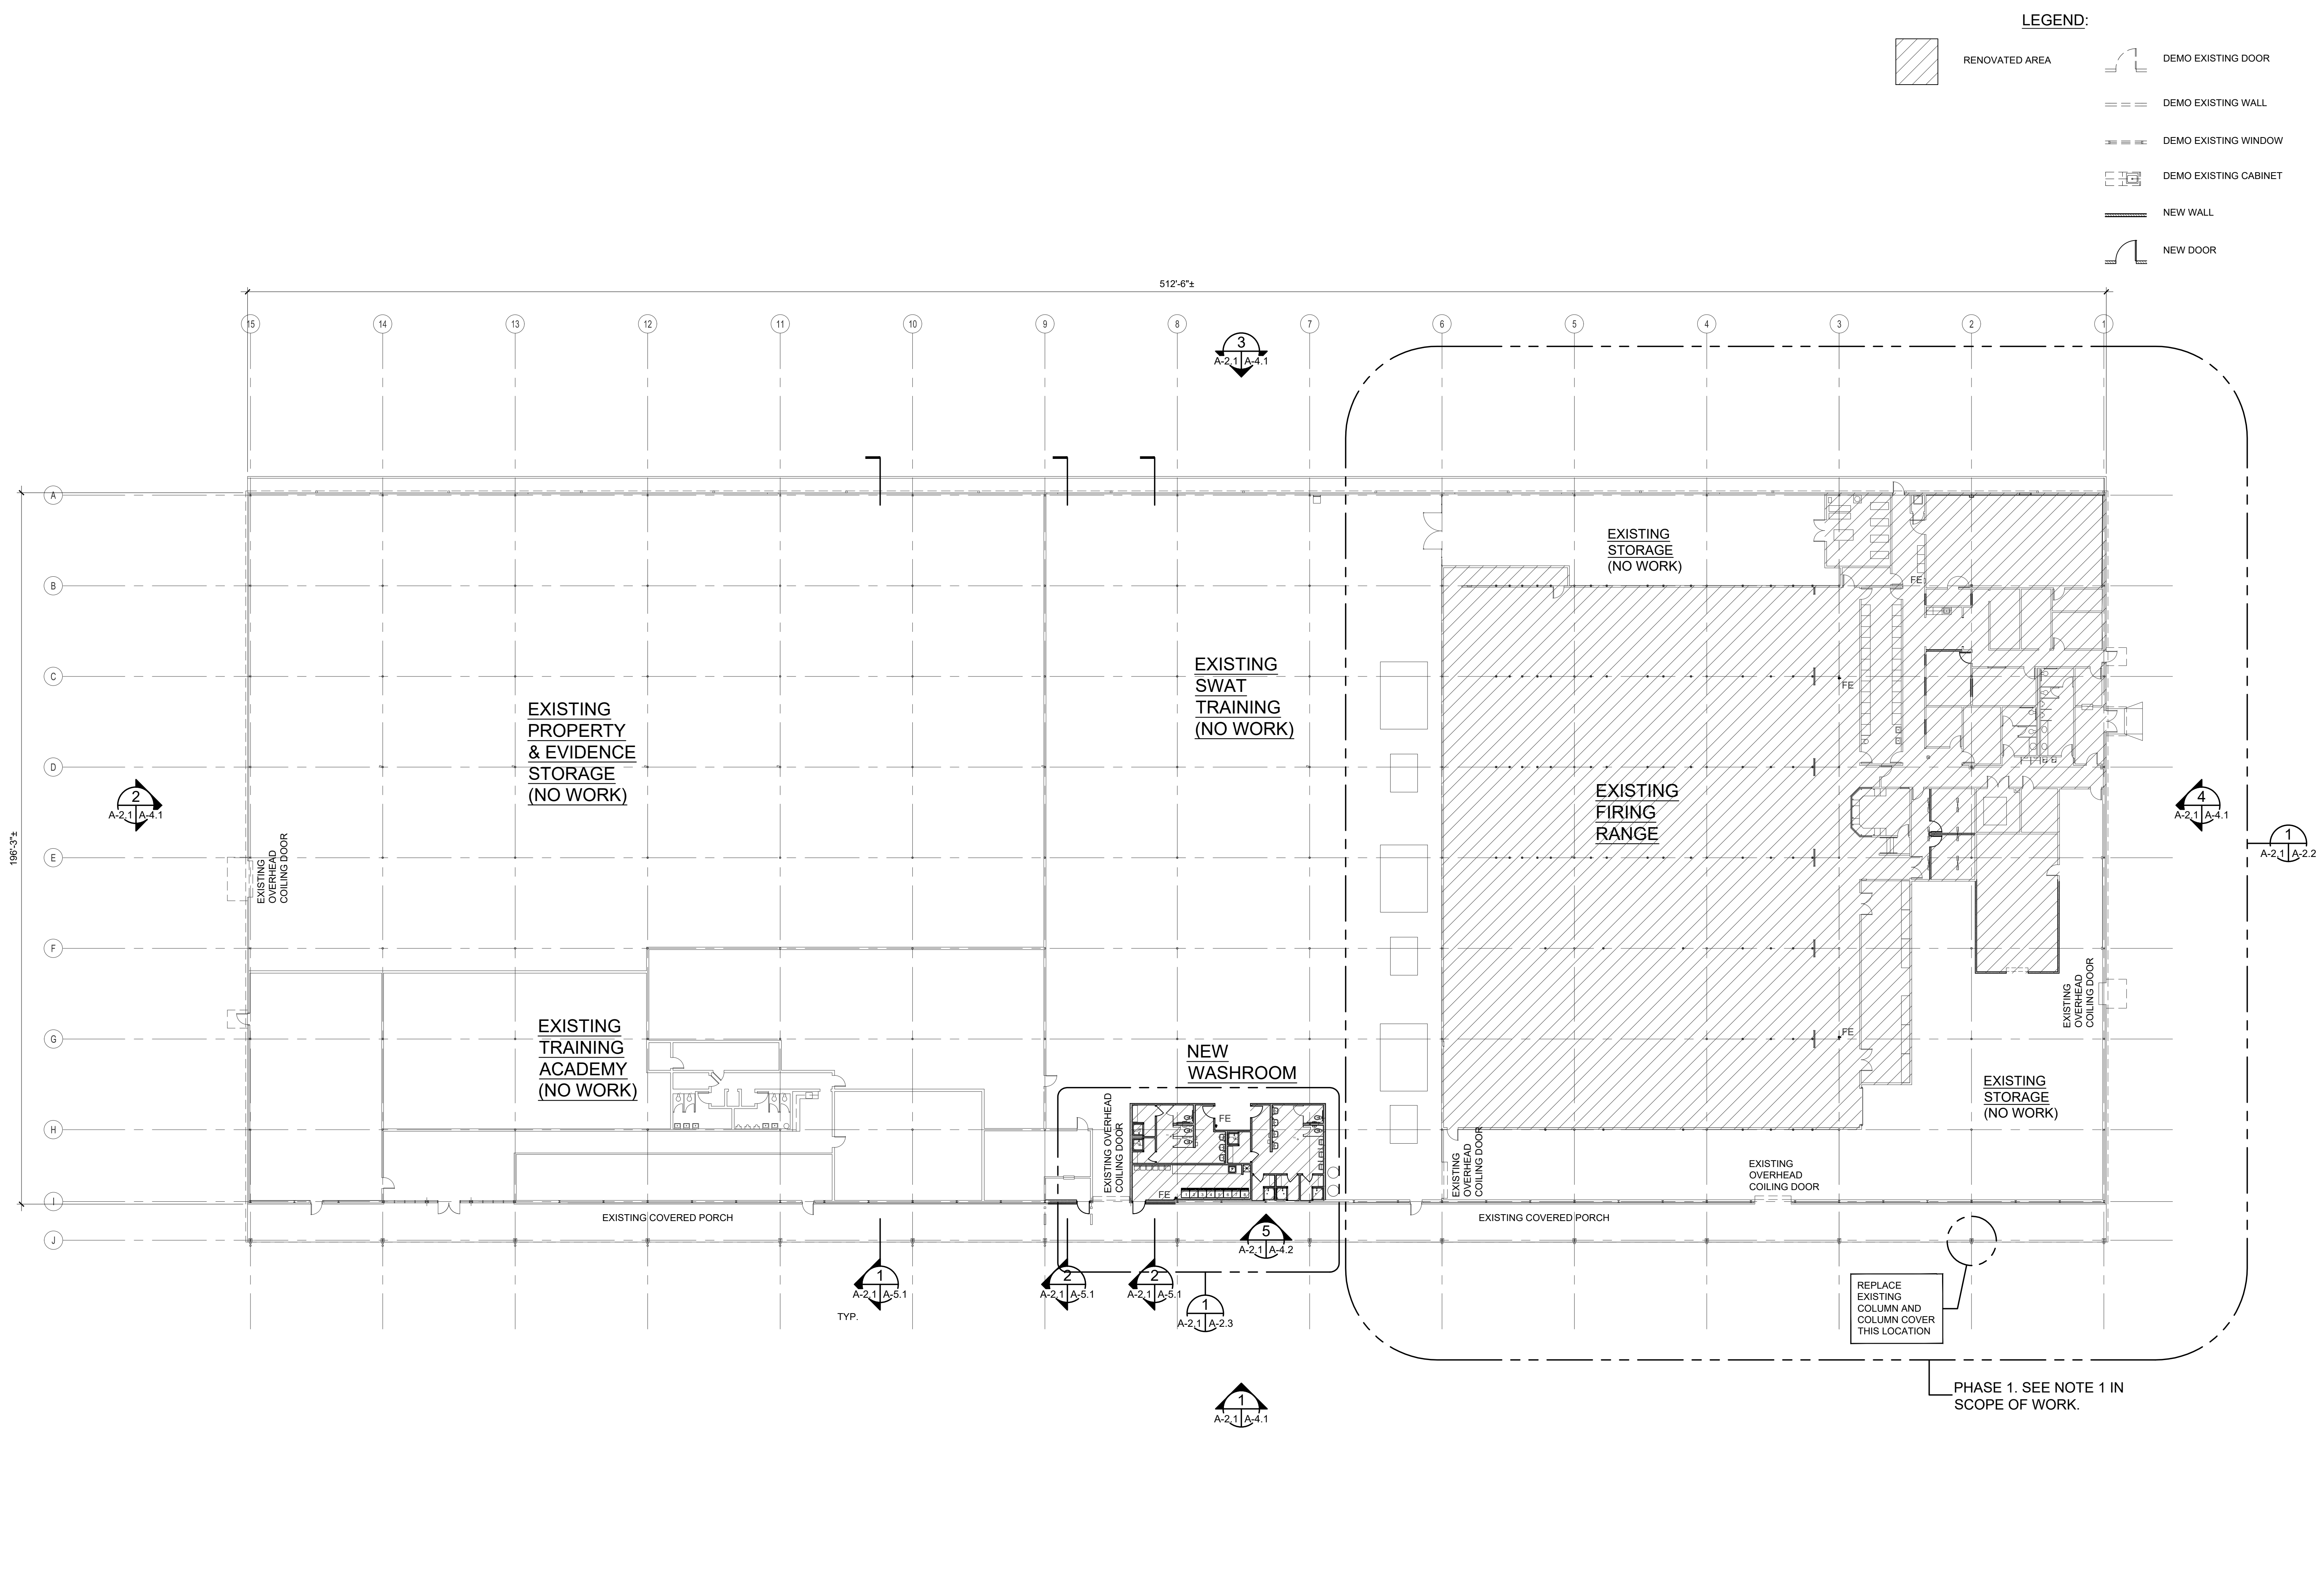 LEGEND:
RENOVATED AREA
DEMO EXISTING DOOR
DEMO EXISTING WALL
DEMO EXISTING WINDOW
DEMO EXISTING CABINET
NEW WALL
NEW DOOR
512'-6"±
15
14
13
12
11
10
9
8
7
6
5
4
3
2
1
3
A-2.1 A-4.1
A
B
C
D
E
F
G
H
I
J
196'-3"±
EXISTING
STORAGE
(NO WORK)
FE
EXISTING
SWAT
TRAINING
(NO WORK)
FE
EXISTING
PROPERTY
& EVIDENCE
STORAGE
(NO WORK)
EXISTING
FIRING
RANGE
2
A-2.1 A-4.1
4
A-2.1 A-4.1
1
A-2.1 A-2.2
EXISTING
OVERHEAD
COILING DOOR
EXISTING
OVERHEAD
COILING DOOR
EXISTING
TRAINING
ACADEMY
(NO WORK)
FE
NEW
WASHROOM
EXISTING
STORAGE
(NO WORK)
EXISTING OVERHEAD
COILING DOOR
FE
FE
EXISTING
OVERHEAD
COILING DOOR
EXISTING
OVERHEAD
COILING DOOR
EXISTING COVERED PORCH
EXISTING COVERED PORCH
5
A-2.1 A-4.2
1
A-2.1 A-5.1
TYP.
2
A-2.1 A-5.1
2
A-2.1 A-5.1
1
A-2.1 A-2.3
REPLACE
EXISTING
COLUMN AND
COLUMN COVER
THIS LOCATION
PHASE 1. SEE NOTE 1 IN
SCOPE OF WORK.
1
A-2.1 A-4.1